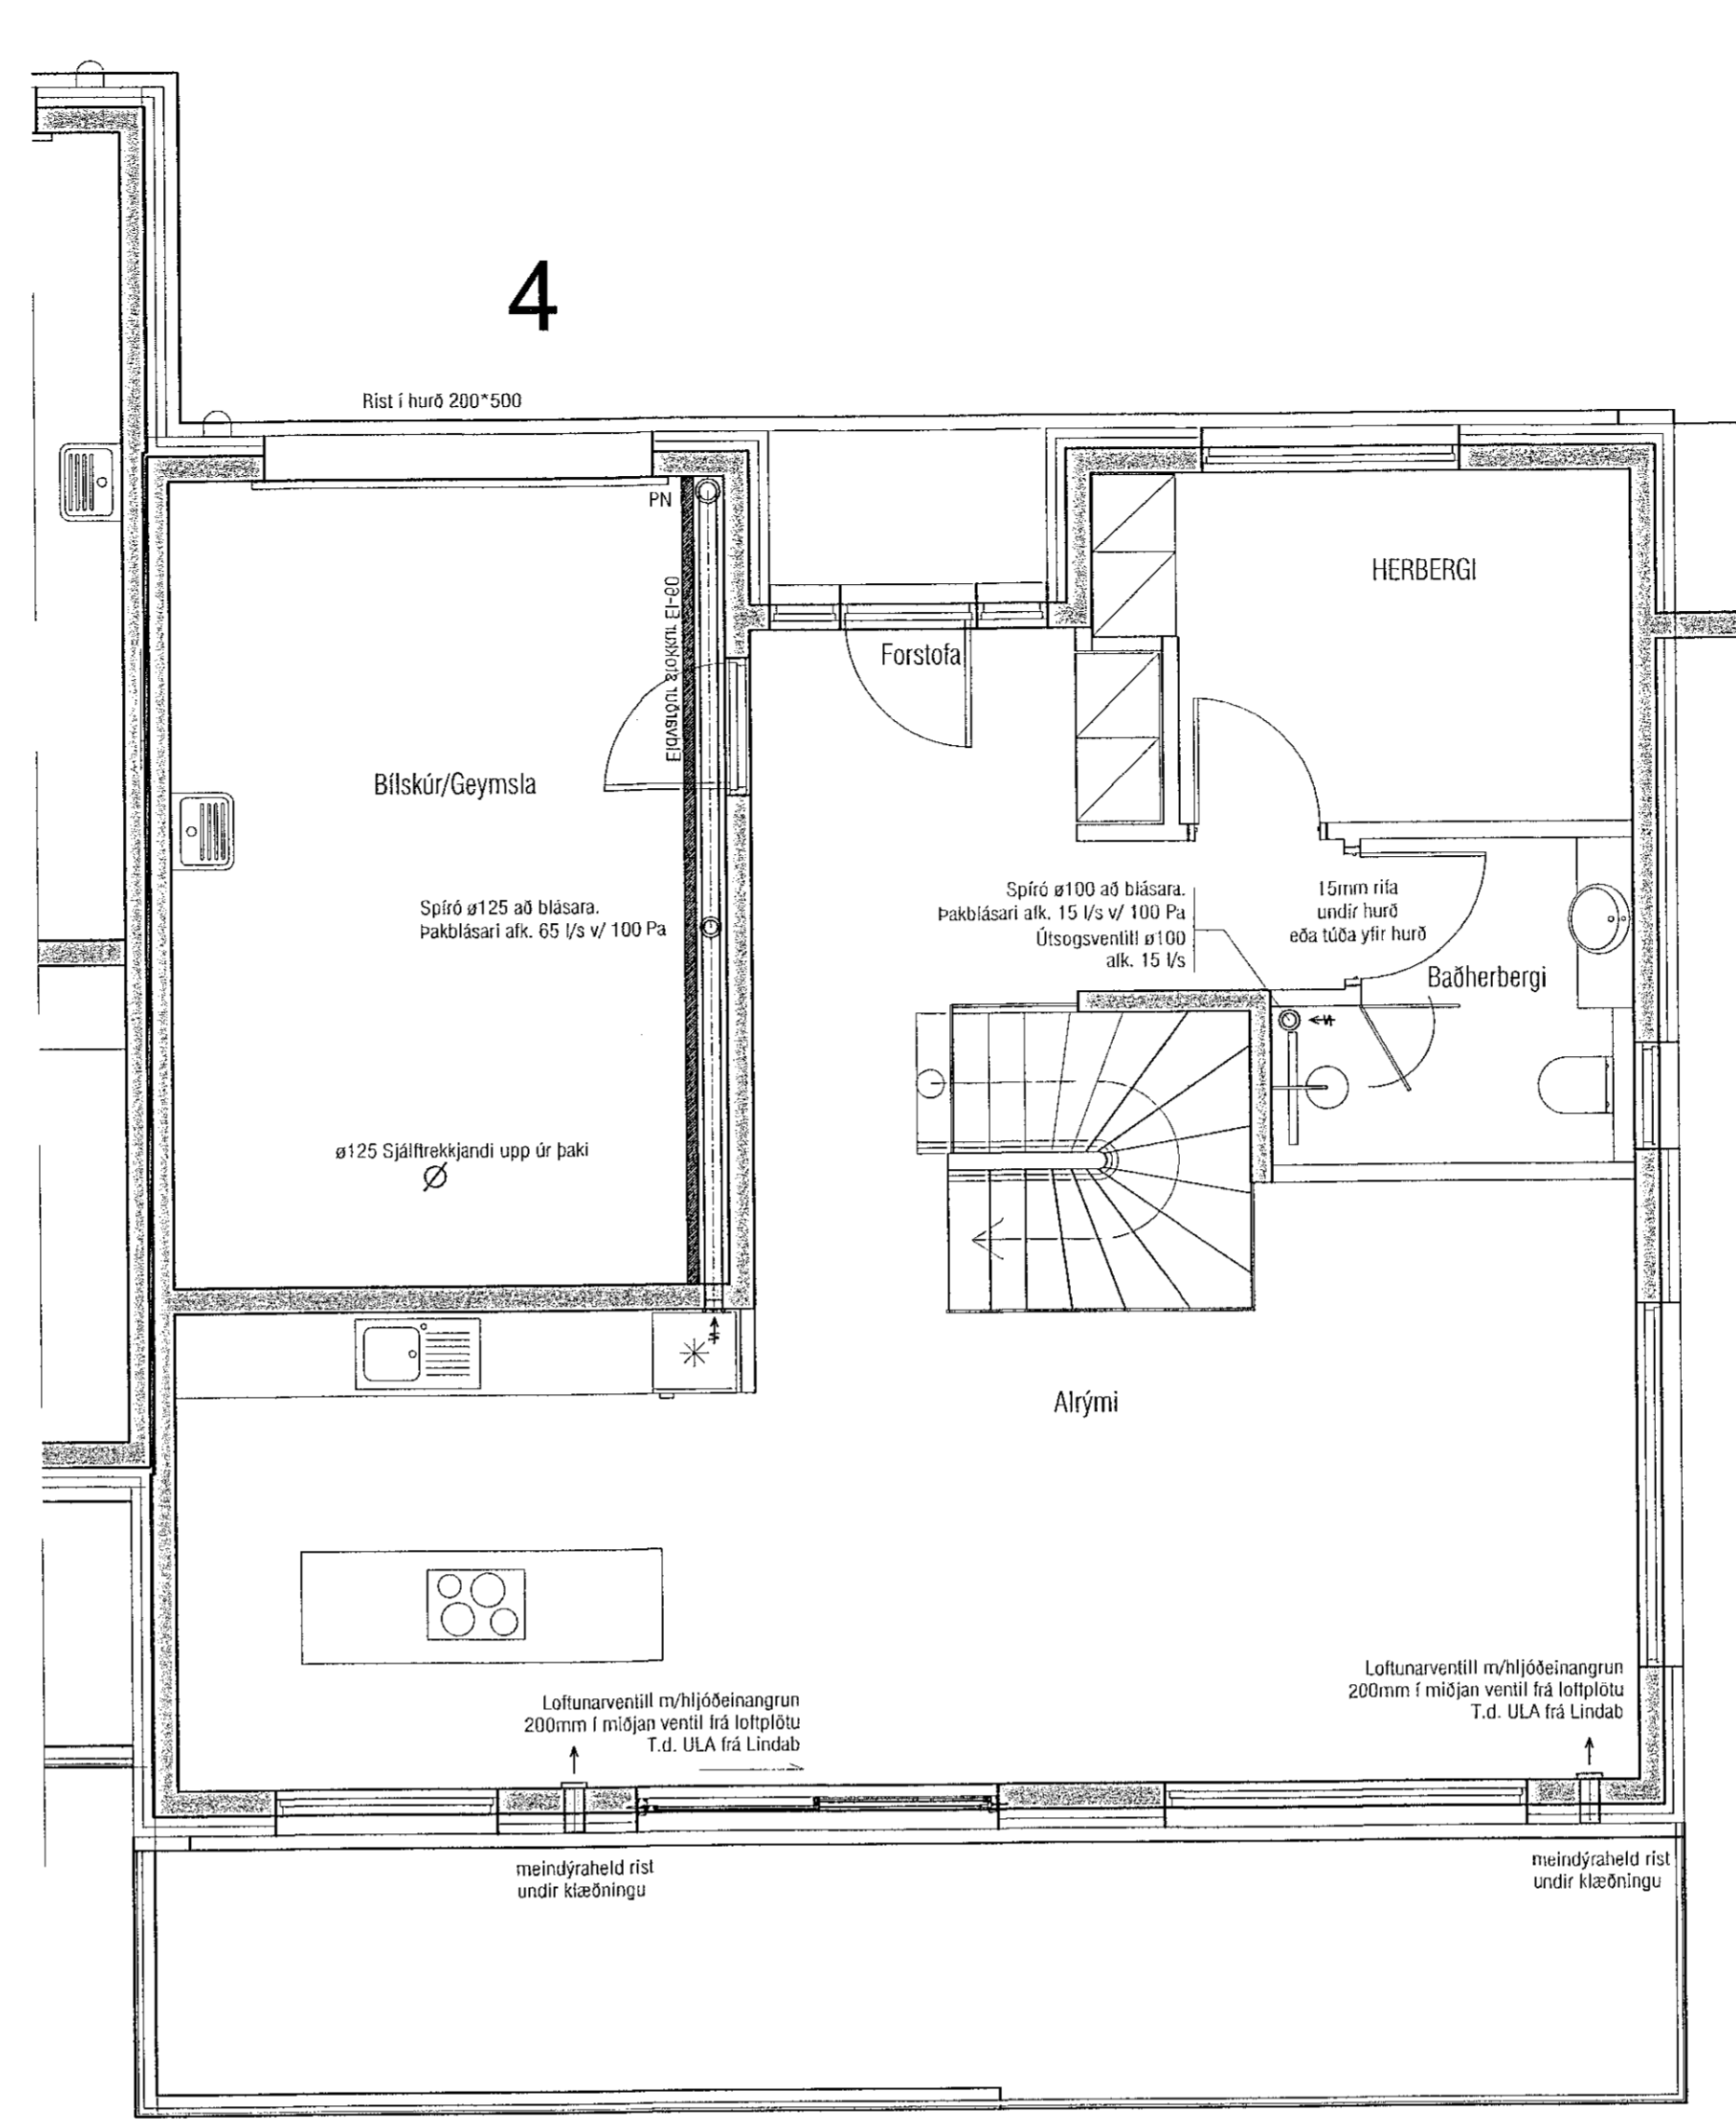 4
Rist í hurð 200*500
PN
HERBERGI
Eldvarður stokkur EI-60
Forstofa
Bílskúr/Geymsla
Spíró ø125 að blásara.
Þakblásari afk. 65 l/s v/ 100 Pa
Spíró ø100 að blásara.
Þakblásari afk. 15 l/s v/ 100 Pa
Útsogsventill ø100
afk. 15 l/s
15mm rifa
undir hurð
eða túða yfir hurð
Baðherbergi
ø125 Sjálftrekkjandi upp úr þaki
Alrými
Loftunarventill m/hljóðeinangrun
200mm í miðjan ventil frá loftplötu
T.d. ULA frá Lindab
Loftunarventill m/hljóðeinangrun
200mm í miðjan ventil frá loftplötu
T.d. ULA frá Lindab
meindýraheld rist
undir klæðningu
meindýraheld rist
undir klæðningu